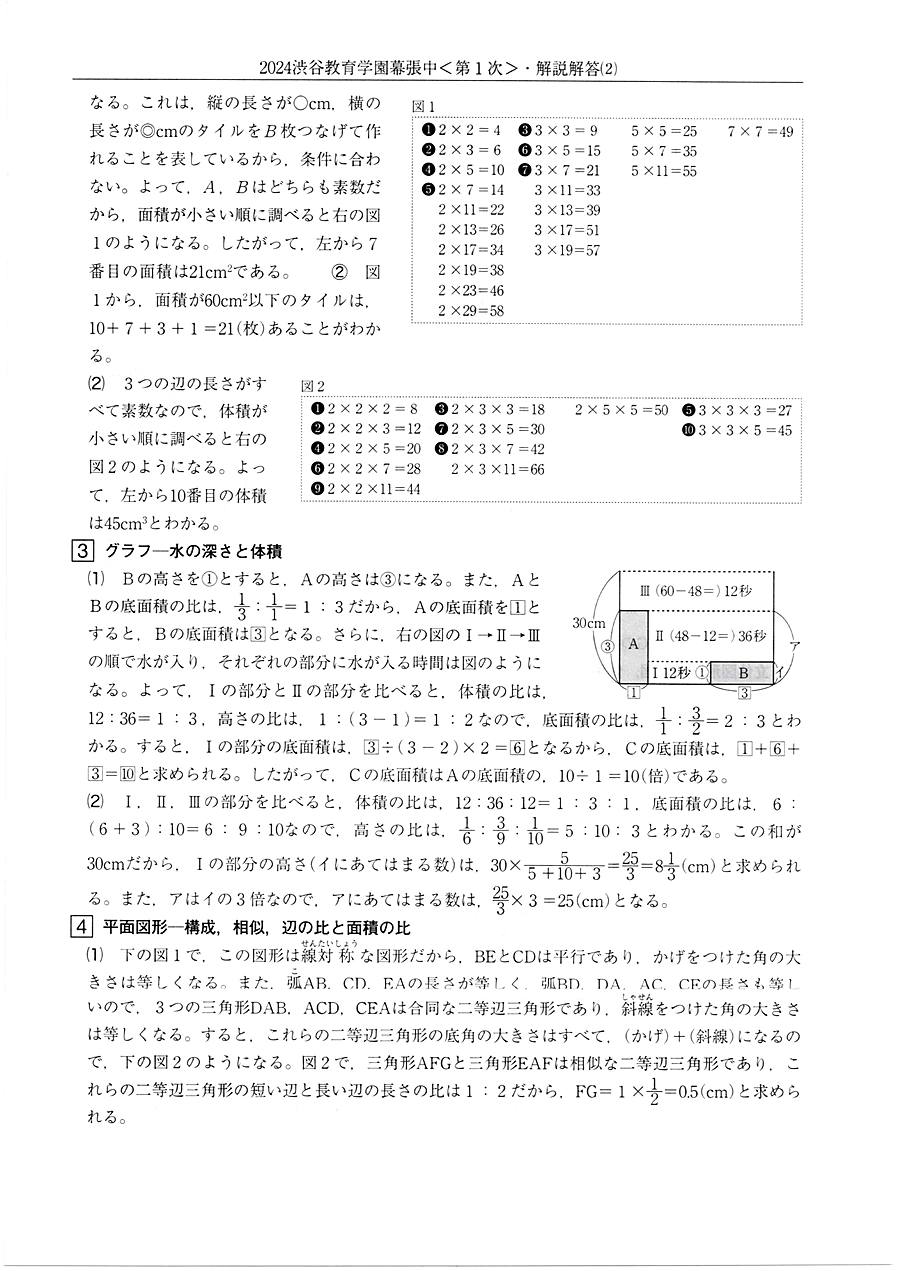 2024渋谷教育学園幕張中＜第１次＞・解説解答(2)
なる。これは，縦の長さが○cm，横の
長さが◎cmのタイルをＢ枚つなげて作
れることを表しているから，条件に合わ
ない。よって，Ａ，Ｂはどちらも素数だ
から，面積が小さい順に調べると右の図
１のようになる。したがって，左から７
番目の面積は21cm²である。　② 図
１から，面積が60cm²以下のタイルは，
10＋７＋３＋１＝21(枚)あることがわか
る。
図１
❶２×２＝４ ❸３×３＝９ ５×５＝25 ７×７＝49
❷２×３＝６ ❻３×５＝15 ５×７＝35
❹２×５＝10 ❼３×７＝21 ５×11＝55
❺２×７＝14 ３×11＝33
２×11＝22 ３×13＝39
２×13＝26 ３×17＝51
２×17＝34 ３×19＝57
２×19＝38
２×23＝46
２×29＝58
⑵ ３つの辺の長さがす
べて素数なので，体積が
小さい順に調べると右の
図２のようになる。よっ
て，左から10番目の体積
は45cm³とわかる。
図２
❶２×２×２＝８ ❸２×３×３＝18 ２×５×５＝50 ❺３×３×３＝27
❷２×２×３＝12 ❼２×３×５＝30 ❿３×３×５＝45
❹２×２×５＝20 ❽２×３×７＝42
❻２×２×７＝28 ２×３×11＝66
❾２×２×11＝44
3 グラフ—水の深さと体積
⑴ Ｂの高さを①とすると，Ａの高さは③になる。また，Ａと
Ｂの底面積の比は，1/3：1/1＝１：３だから，Ａの底面積を[1]と
すると，Ｂの底面積は[3]となる。さらに，右の図のⅠ→Ⅱ→Ⅲ
の順で水が入り，それぞれの部分に水が入る時間は図のように
なる。よって，Ⅰの部分とⅡの部分を比べると，体積の比は，
12：36＝１：３，高さの比は，１：(３－１)＝１：２なので，底面積の比は，1/1：3/2＝２：３とわ
かる。すると，Ⅰの部分の底面積は，[3]÷(３－２)×２＝[6]となるから，Ｃの底面積は，[1]＋[6]＋
[3]＝[10]と求められる。したがって，Ｃの底面積はＡの底面積の，10÷１＝10(倍)である。
Ⅲ (60－48＝)12秒
30cm
③
A
Ⅱ (48－12＝)36秒
ア
Ⅰ 12秒
①
B
イ
[1]
[3]
⑵ Ⅰ，Ⅱ，Ⅲの部分を比べると，体積の比は，12：36：12＝１：３：１，底面積の比は，６：
(６＋３)：10＝６：９：10なので，高さの比は，1/6：3/9：1/10＝５：10：３とわかる。この和が
30cmだから，Ⅰの部分の高さ(イにあてはまる数)は，30×5/(5＋10＋3)＝25/3＝8 1/3(cm)と求められ
る。また，アはイの３倍なので，アにあてはまる数は，25/3×３＝25(cm)となる。
4 平面図形—構成，相似，辺の比と面積の比
⑴ 下の図１で，この図形は線対称(せんたいしょう)な図形だから，BEとCDは平行であり，かげをつけた角の大
きさは等しくなる。また，弧(こ)AB，CD，EAの長さが等しく，弧BD，DA，AC，CEの長さも等し
いので，３つの三角形DAB，ACD，CEAは合同な二等辺三角形であり，斜線(しゃせん)をつけた角の大きさ
は等しくなる。すると，これらの二等辺三角形の底角の大きさはすべて，(かげ)＋(斜線)になるの
で，下の図２のようになる。図２で，三角形AFGと三角形EAFは相似な二等辺三角形であり，こ
れらの二等辺三角形の短い辺と長い辺の長さの比は１：２だから，FG＝１×1/2＝0.5(cm)と求めら
れる。